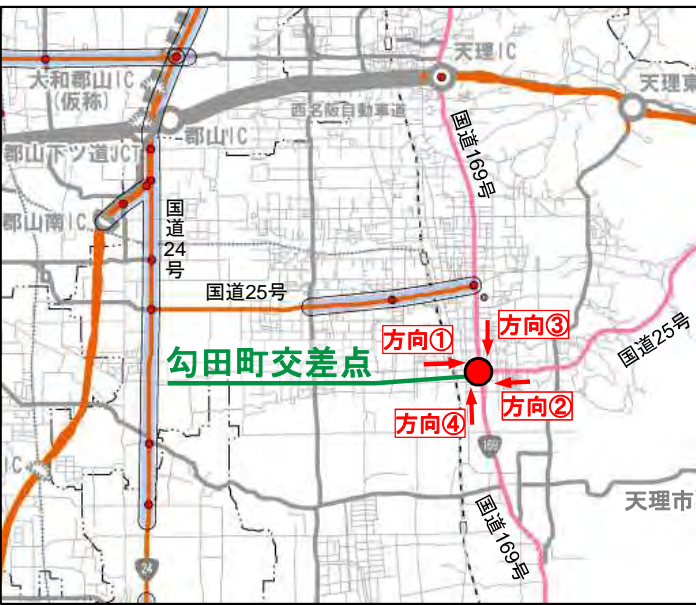 天理IC
大和郡山IC
(仮称)
天理東
西名阪自動車道
郡山IC
郡山下ツ道JCT
国道169号
国道24号
郡山南IC
国道25号
方向①
方向③
国道25号
勾田町交差点
方向④
方向②
169
IC
天理市
国道169号
24